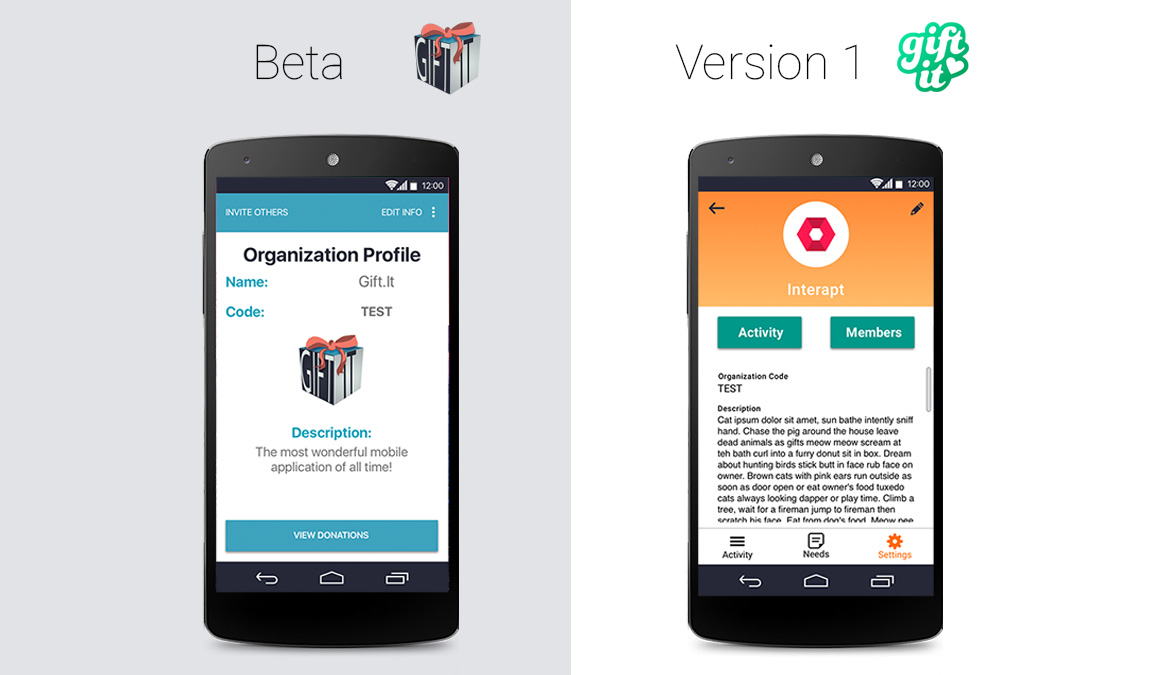 Beta
GIFT IT
12:00
INVITE OTHERS
EDIT INFO
Organization Profile
Name:
Gift.It
Code:
TEST
GIFT IT
Description:
The most wonderful mobile
application of all time!
VIEW DONATIONS
Version 1
gift
it
12:00
Interapt
Activity
Members
Organization Code
TEST
Description
Cat ipsum dolor sit amet, sun bathe intently sniff
hand. Chase the pig around the house leave
dead animals as gifts meow meow scream at
teh bath curl into a furry donut sit in box. Dream
about hunting birds stick butt in face rub face on
owner. Brown cats with pink ears run outside as
soon as door open or eat owner's food tuxedo
cats always looking dapper or play time. Climb a
tree, wait for a fireman jump to fireman then
scratch his face. Eat from dog's food. Meow pee
Activity
Needs
Settings